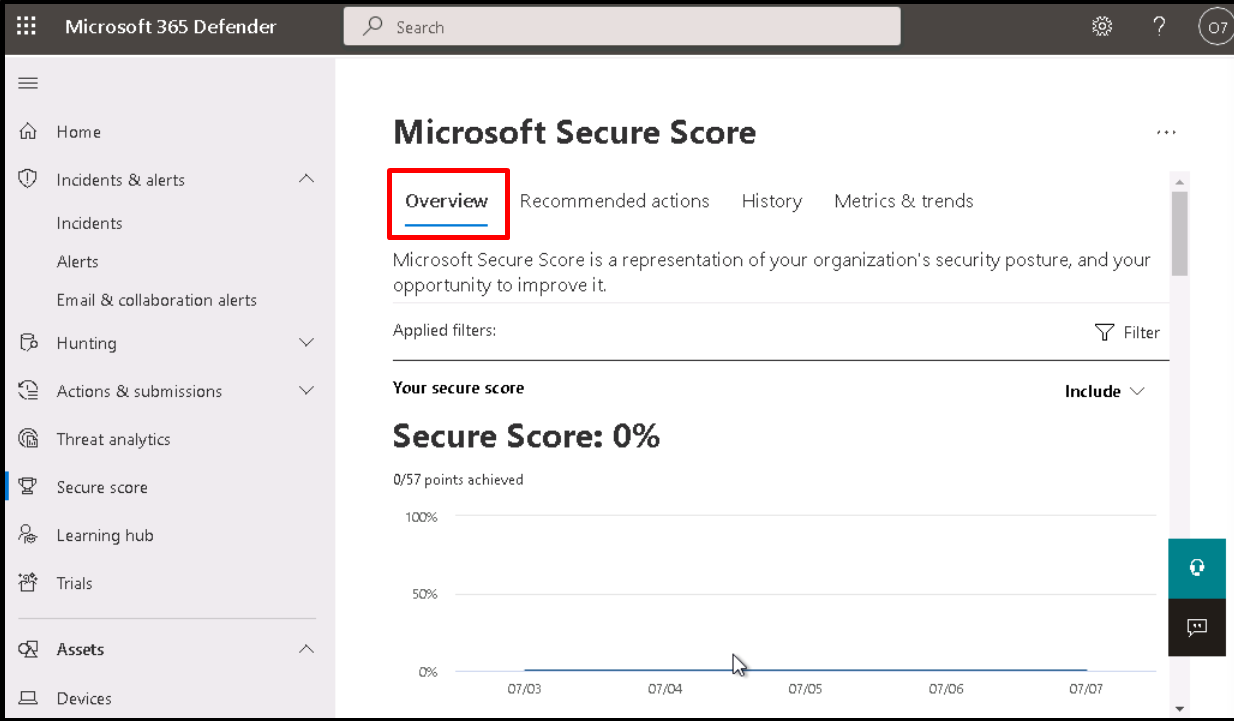 Microsoft 365 Defender
Search
?
O7
Home
Incidents & alerts
Incidents
Alerts
Email & collaboration alerts
Hunting
Actions & submissions
Threat analytics
Secure score
Learning hub
Trials
Assets
Devices
Microsoft Secure Score
Overview Recommended actions History Metrics & trends
Microsoft Secure Score is a representation of your organization's security posture, and your
opportunity to improve it.
Applied filters:
Filter
Your secure score
Include
Secure Score: 0%
0/57 points achieved
100%
50%
0%
07/03 07/04 07/05 07/06 07/07